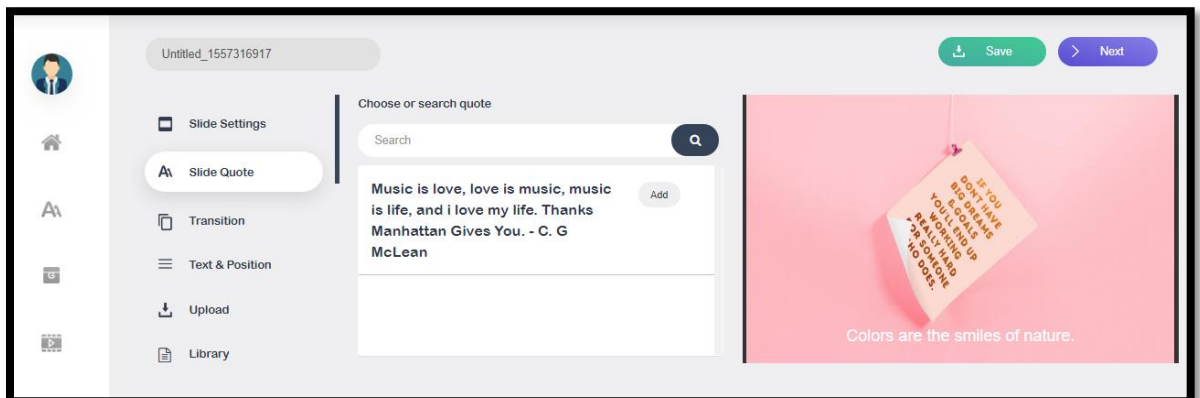 Untitled_1557316917
Save
Next
Slide Settings
Slide Quote
Transition
Text & Position
Upload
Library
Choose or search quote
Search
Music is love, love is music, music
is life, and i love my life. Thanks
Manhattan Gives You. - C. G
McLean
Add
IF YOU
DON'T HAVE
BIG DREAMS
& GOALS
YOU'LL END UP
WORKING
REALLY HARD
FOR SOMEONE
WHO DOES.
Colors are the smiles of nature.